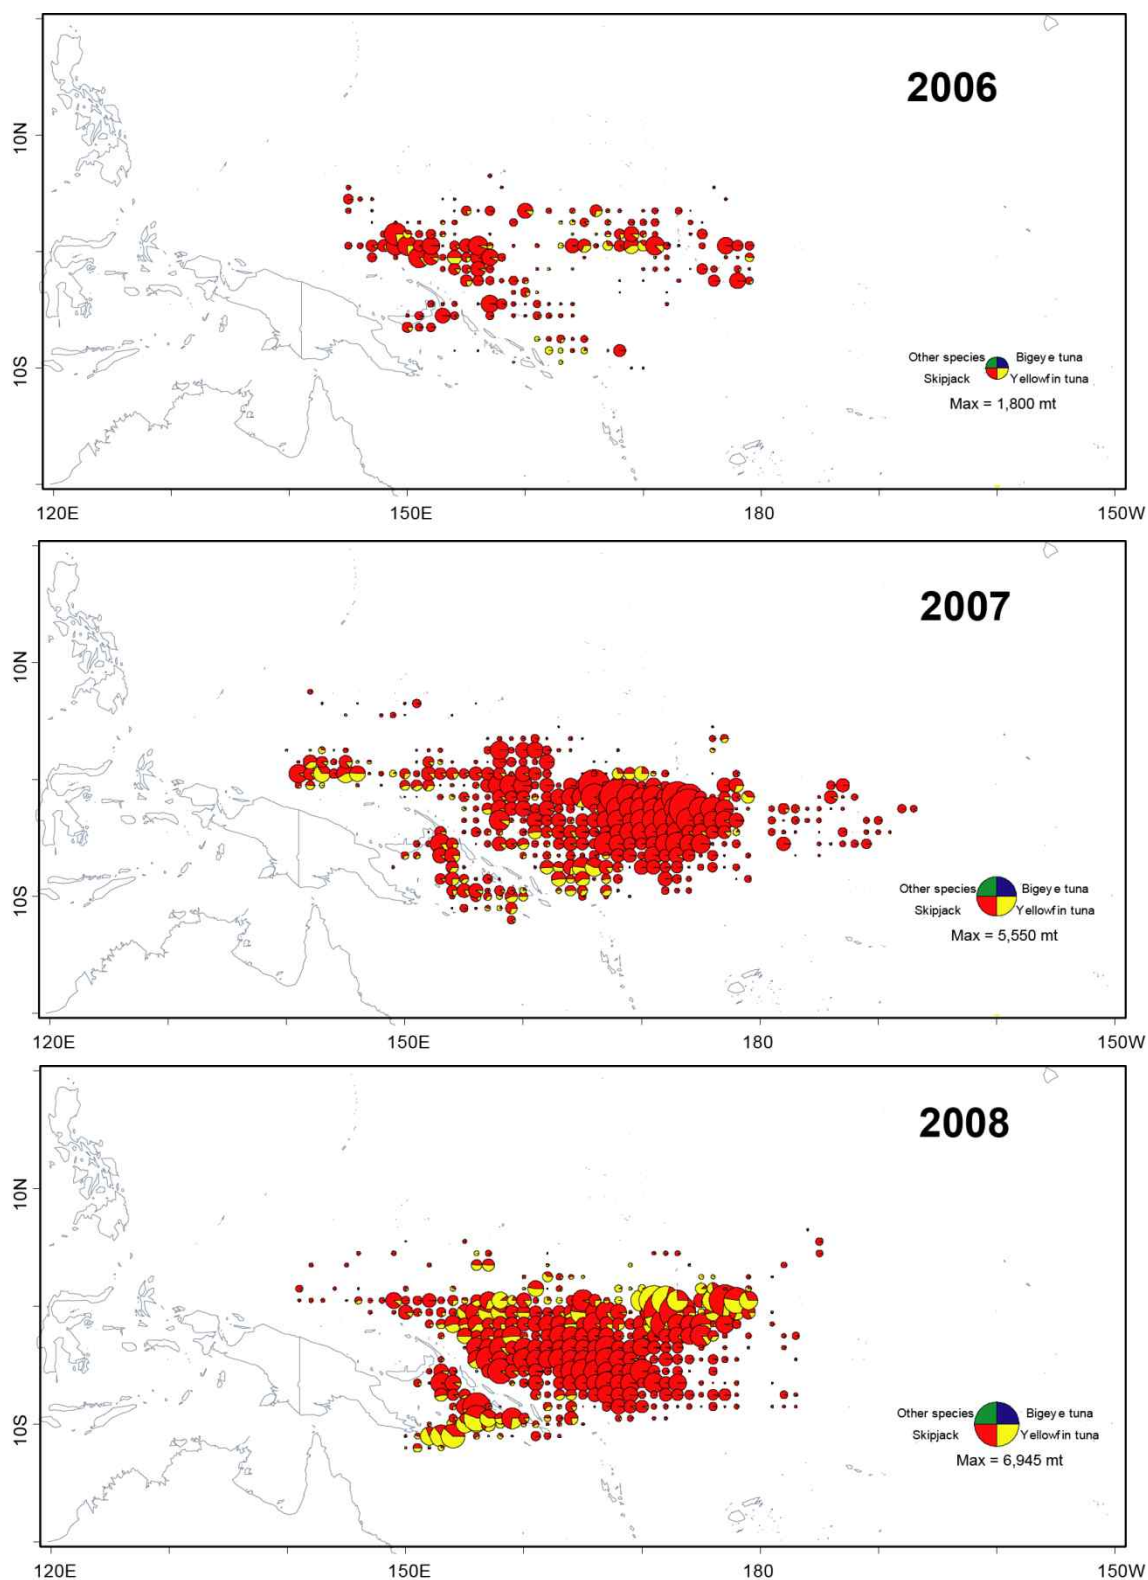 2006
10N
10S
Other species Bigeye tuna
Skipjack Yellowfin tuna
Max = 1,800 mt
120E 150E 180 150W
2007
10N
10S
Other species Bigeye tuna
Skipjack Yellowfin tuna
Max = 5,550 mt
120E 150E 180 150W
2008
10N
10S
Other species Bigeye tuna
Skipjack Yellowfin tuna
Max = 6,945 mt
120E 150E 180 150W